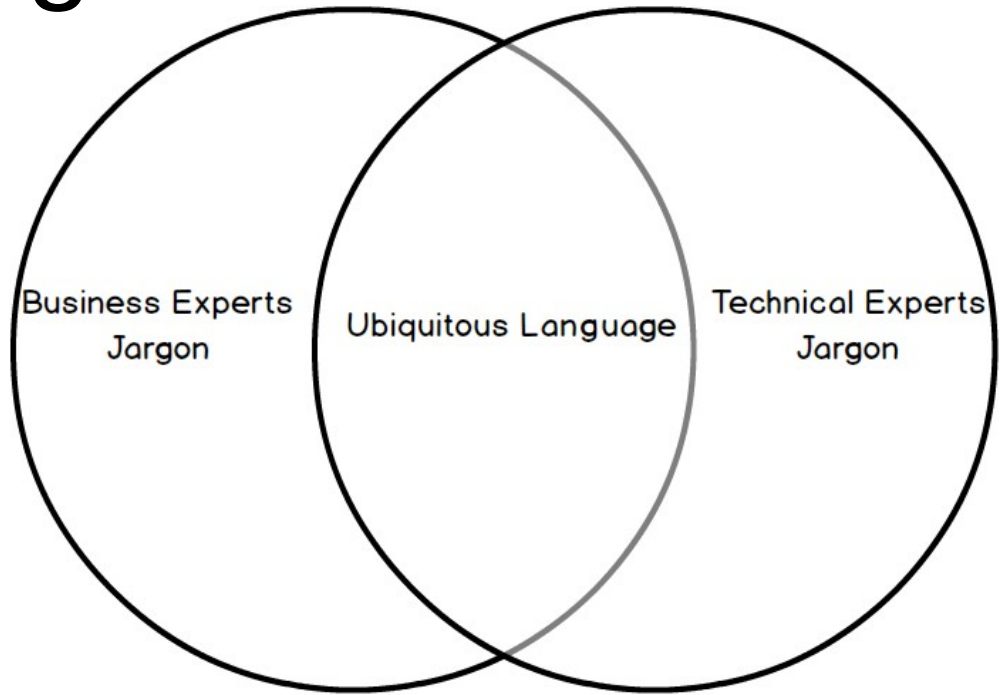 Business Experts
Jargon
Ubiquitous Language
Technical Experts
Jargon